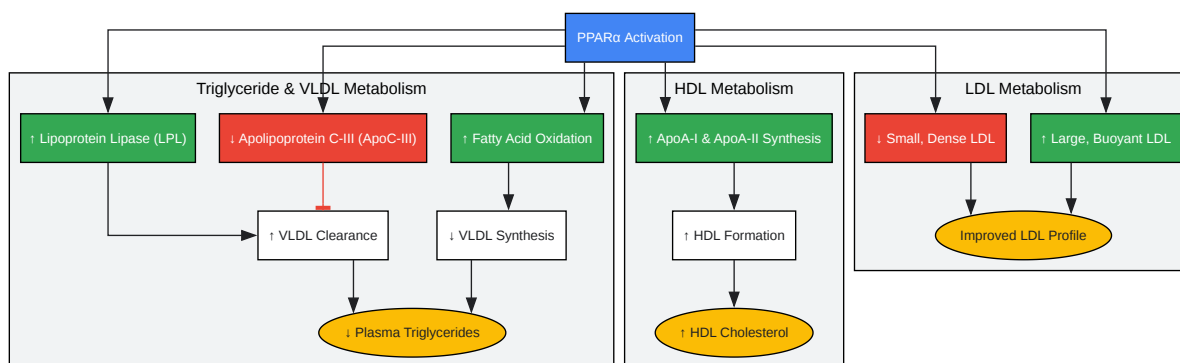 PPARα Activation
Triglyceride & VLDL Metabolism
HDL Metabolism
LDL Metabolism
↑ Lipoprotein Lipase (LPL)
↓ Apolipoprotein C-III (ApoC-III)
↑ Fatty Acid Oxidation
↑ ApoA-I & ApoA-II Synthesis
↓ Small, Dense LDL
↑ Large, Buoyant LDL
↑ VLDL Clearance
↓ VLDL Synthesis
↑ HDL Formation
Improved LDL Profile
↓ Plasma Triglycerides
↑ HDL Cholesterol